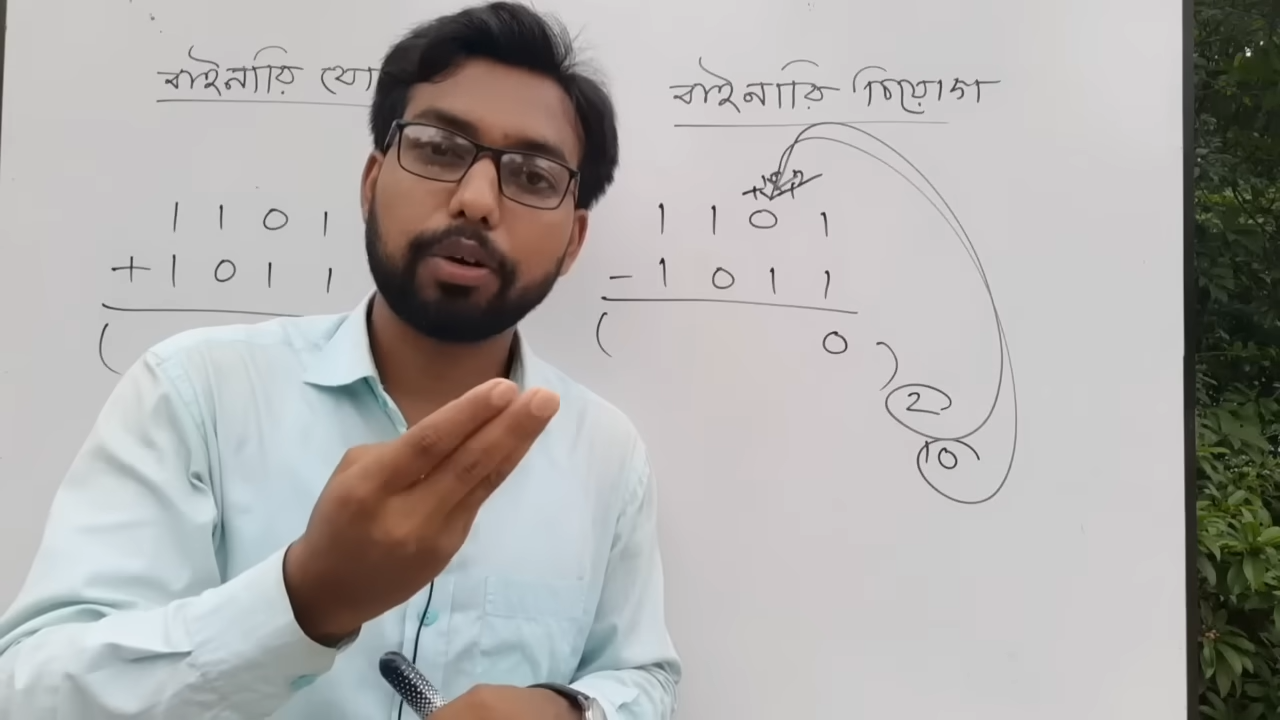 বাইনারি যো
1 1 0 1
+ 1 0 1 1
(
বাইনারি বিয়োগ
1 1 0 1
- 1 0 1 1
( 0 )
2
10